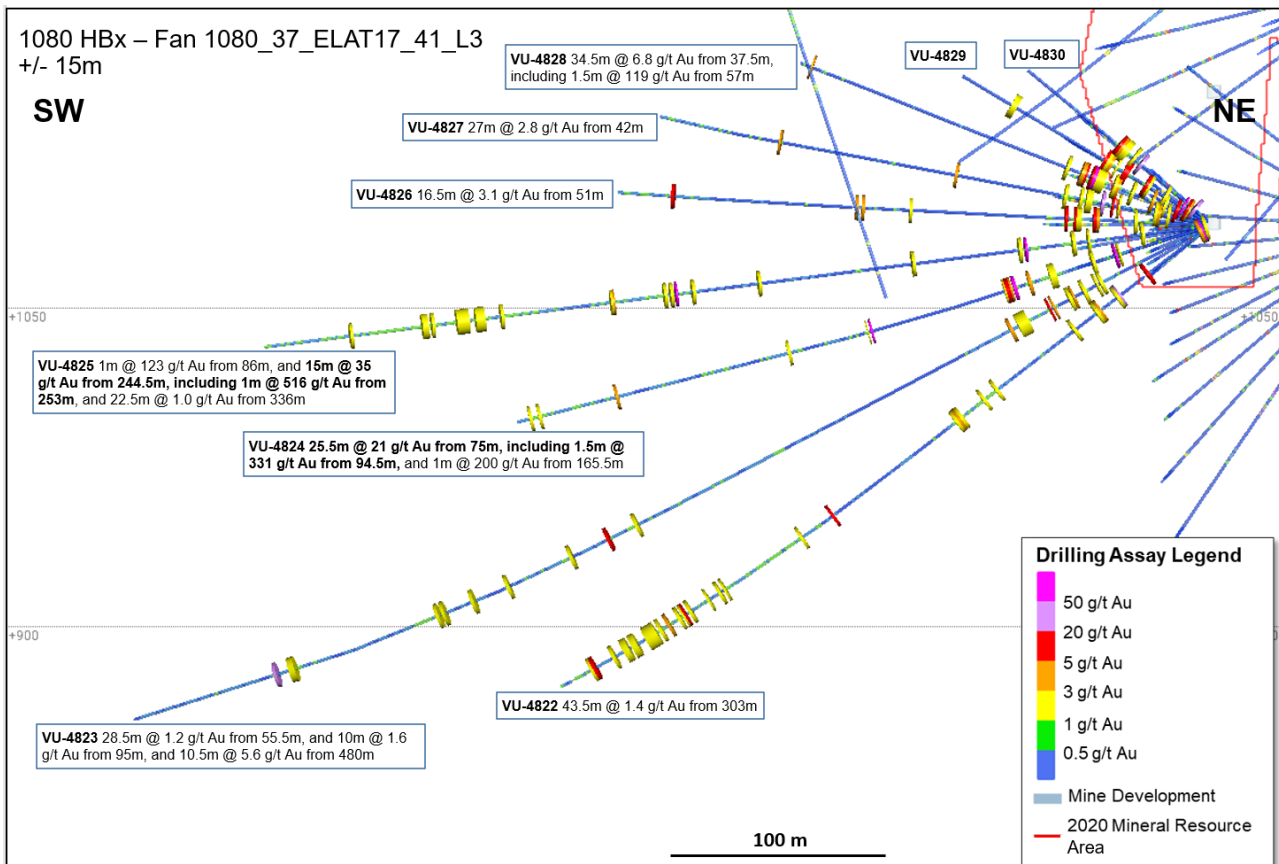 1080 HBx – Fan 1080_37_ELAT17_41_L3
+/- 15m
SW
NE
VU-4828 34.5m @ 6.8 g/t Au from 37.5m,
including 1.5m @ 119 g/t Au from 57m
VU-4829
VU-4830
VU-4827 27m @ 2.8 g/t Au from 42m
VU-4826 16.5m @ 3.1 g/t Au from 51m
+1050
+1050
VU-4825 1m @ 123 g/t Au from 86m, and 15m @ 35
g/t Au from 244.5m, including 1m @ 516 g/t Au from
253m, and 22.5m @ 1.0 g/t Au from 336m
VU-4824 25.5m @ 21 g/t Au from 75m, including 1.5m @
331 g/t Au from 94.5m, and 1m @ 200 g/t Au from 165.5m
+900
VU-4822 43.5m @ 1.4 g/t Au from 303m
VU-4823 28.5m @ 1.2 g/t Au from 55.5m, and 10m @ 1.6
g/t Au from 95m, and 10.5m @ 5.6 g/t Au from 480m
Drilling Assay Legend
50 g/t Au
20 g/t Au
5 g/t Au
3 g/t Au
1 g/t Au
0.5 g/t Au
Mine Development
2020 Mineral Resource
Area
100 m